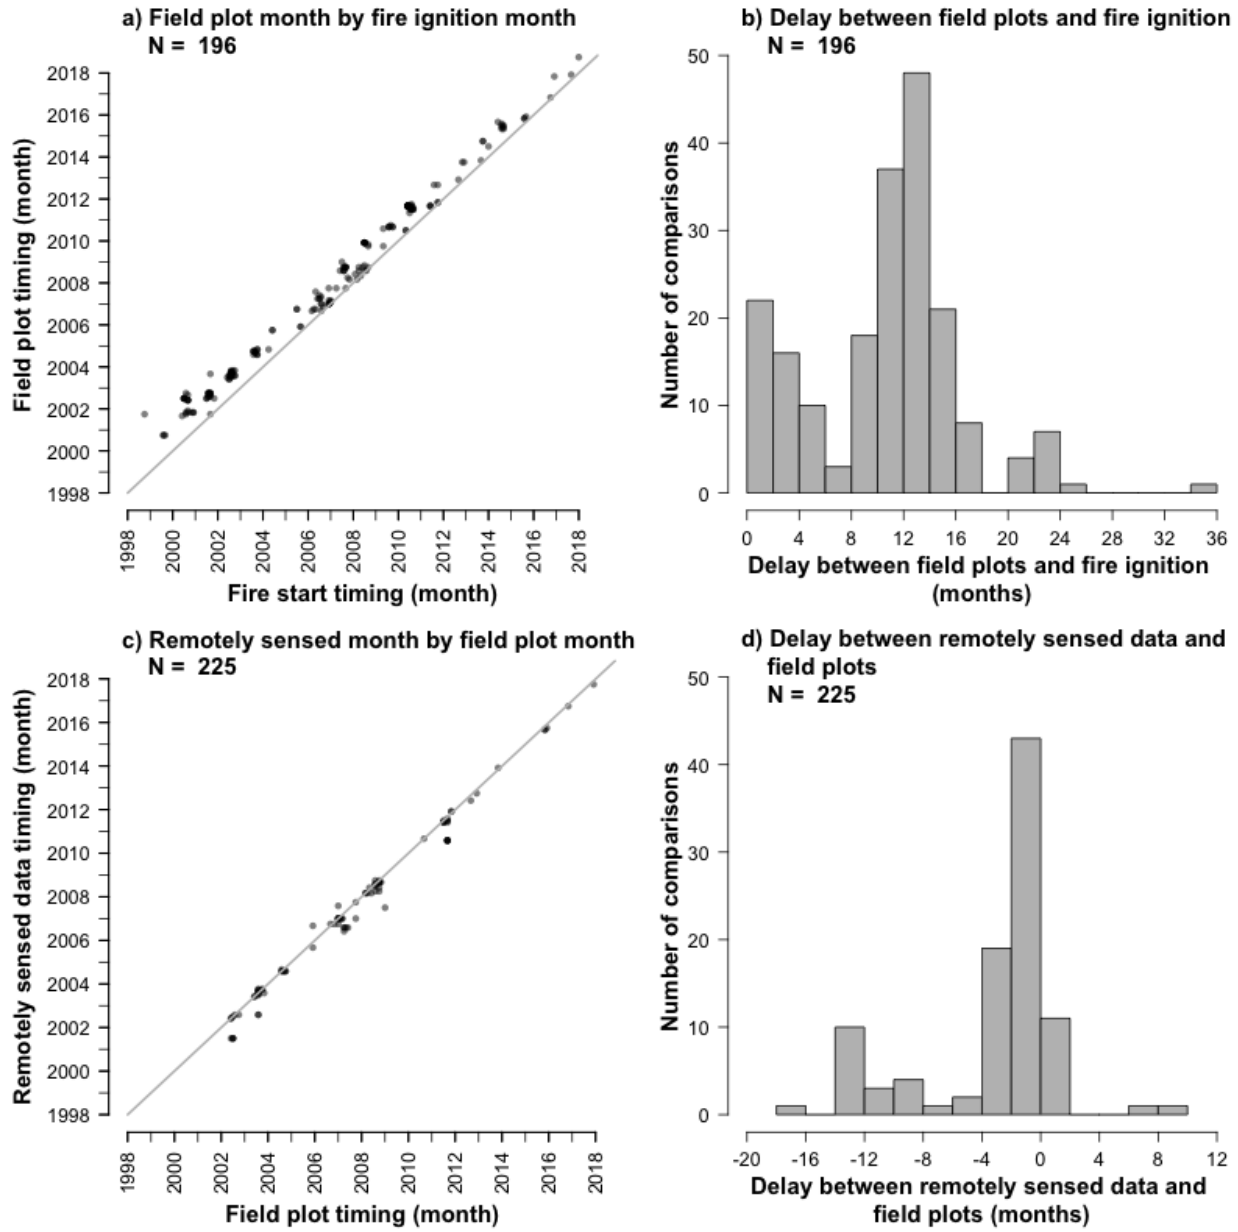 a) Field plot month by fire ignition month
N = 196
Field plot timing (month)
2018
2016
2014
2012
2010
2008
2006
2004
2002
2000
1998
1998 2000 2002 2004 2006 2008 2010 2012 2014 2016 2018
Fire start timing (month)
b) Delay between field plots and fire ignition
N = 196
Number of comparisons
50
40
30
20
10
0
0 4 8 12 16 20 24 28 32 36
Delay between field plots and fire ignition
(months)
c) Remotely sensed month by field plot month
N = 225
Remotely sensed data timing (month)
2018
2016
2014
2012
2010
2008
2006
2004
2002
2000
1998
1998 2000 2002 2004 2006 2008 2010 2012 2014 2016 2018
Field plot timing (month)
d) Delay between remotely sensed data and
field plots
N = 225
Number of comparisons
50
40
30
20
10
0
-20 -16 -12 -8 -4 0 4 8 12
Delay between remotely sensed data and
field plots (months)